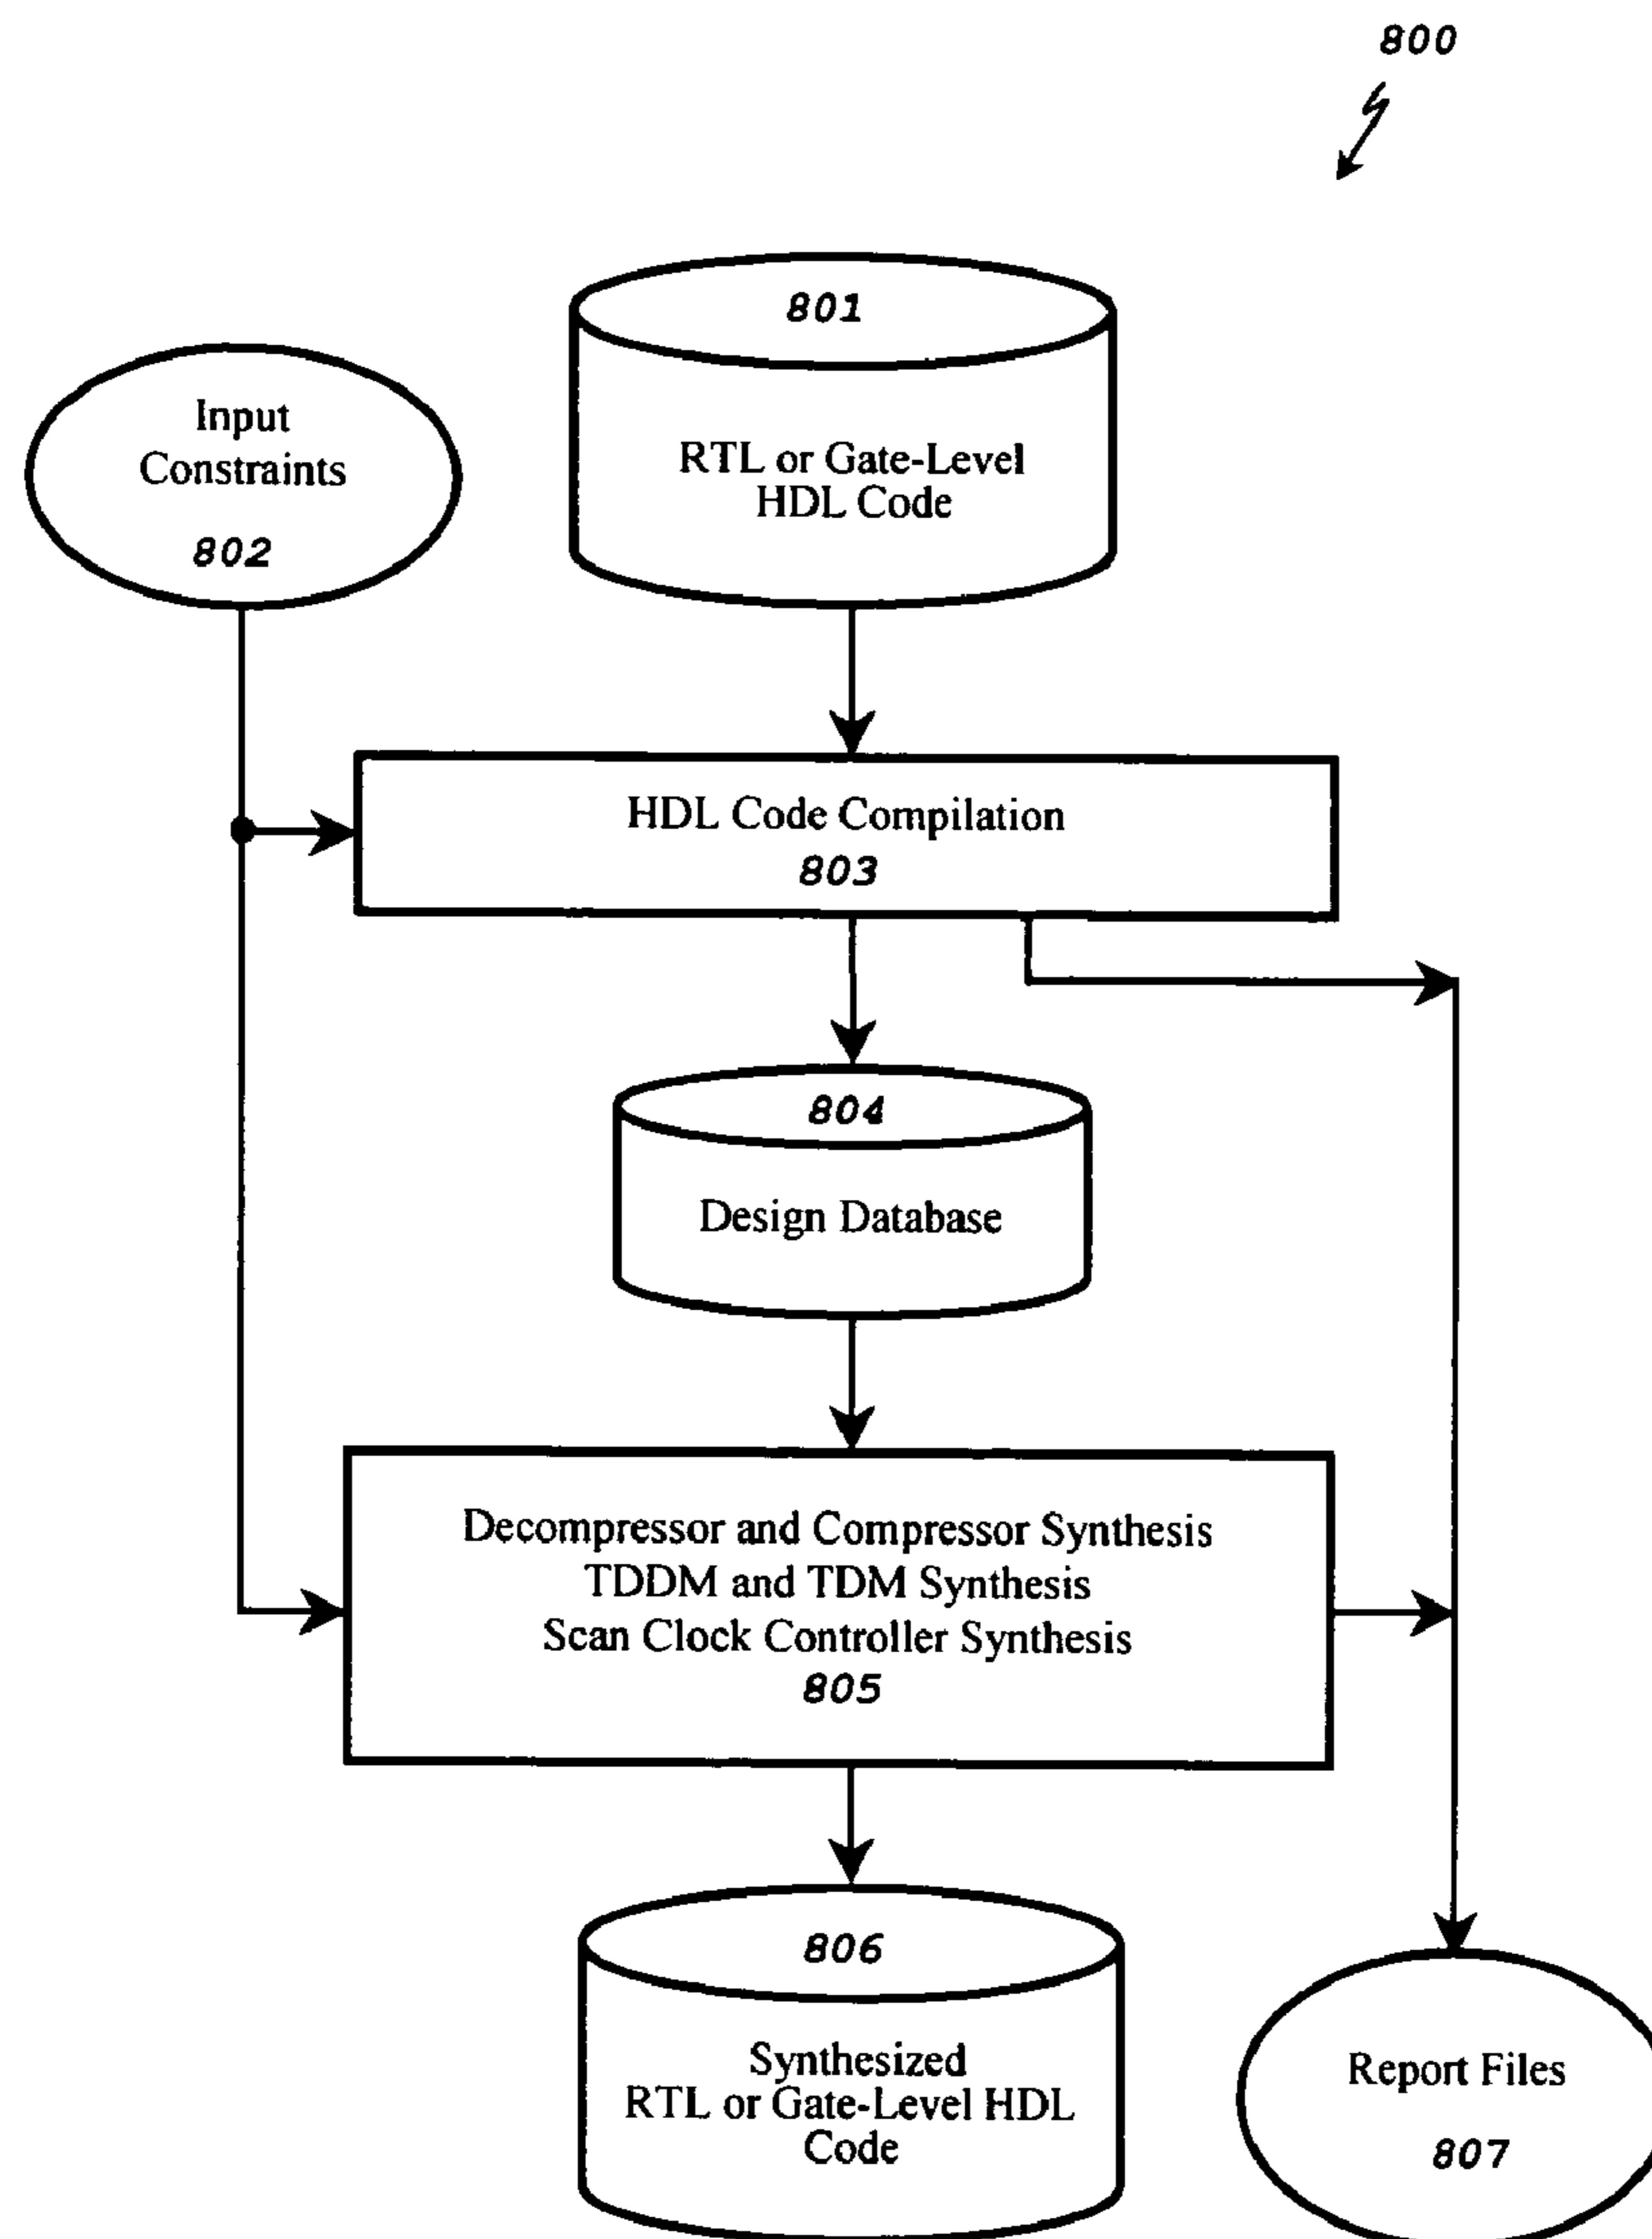 800
801
RTL or Gate-Level
HDL Code
Input
Constraints
802
HDL Code Compilation
803
804
Design Database
Decompressor and Compressor Synthesis
TDDM and TDM Synthesis
Scan Clock Controller Synthesis
805
806
Synthesized
RTL or Gate-Level HDL
Code
Report Files
807